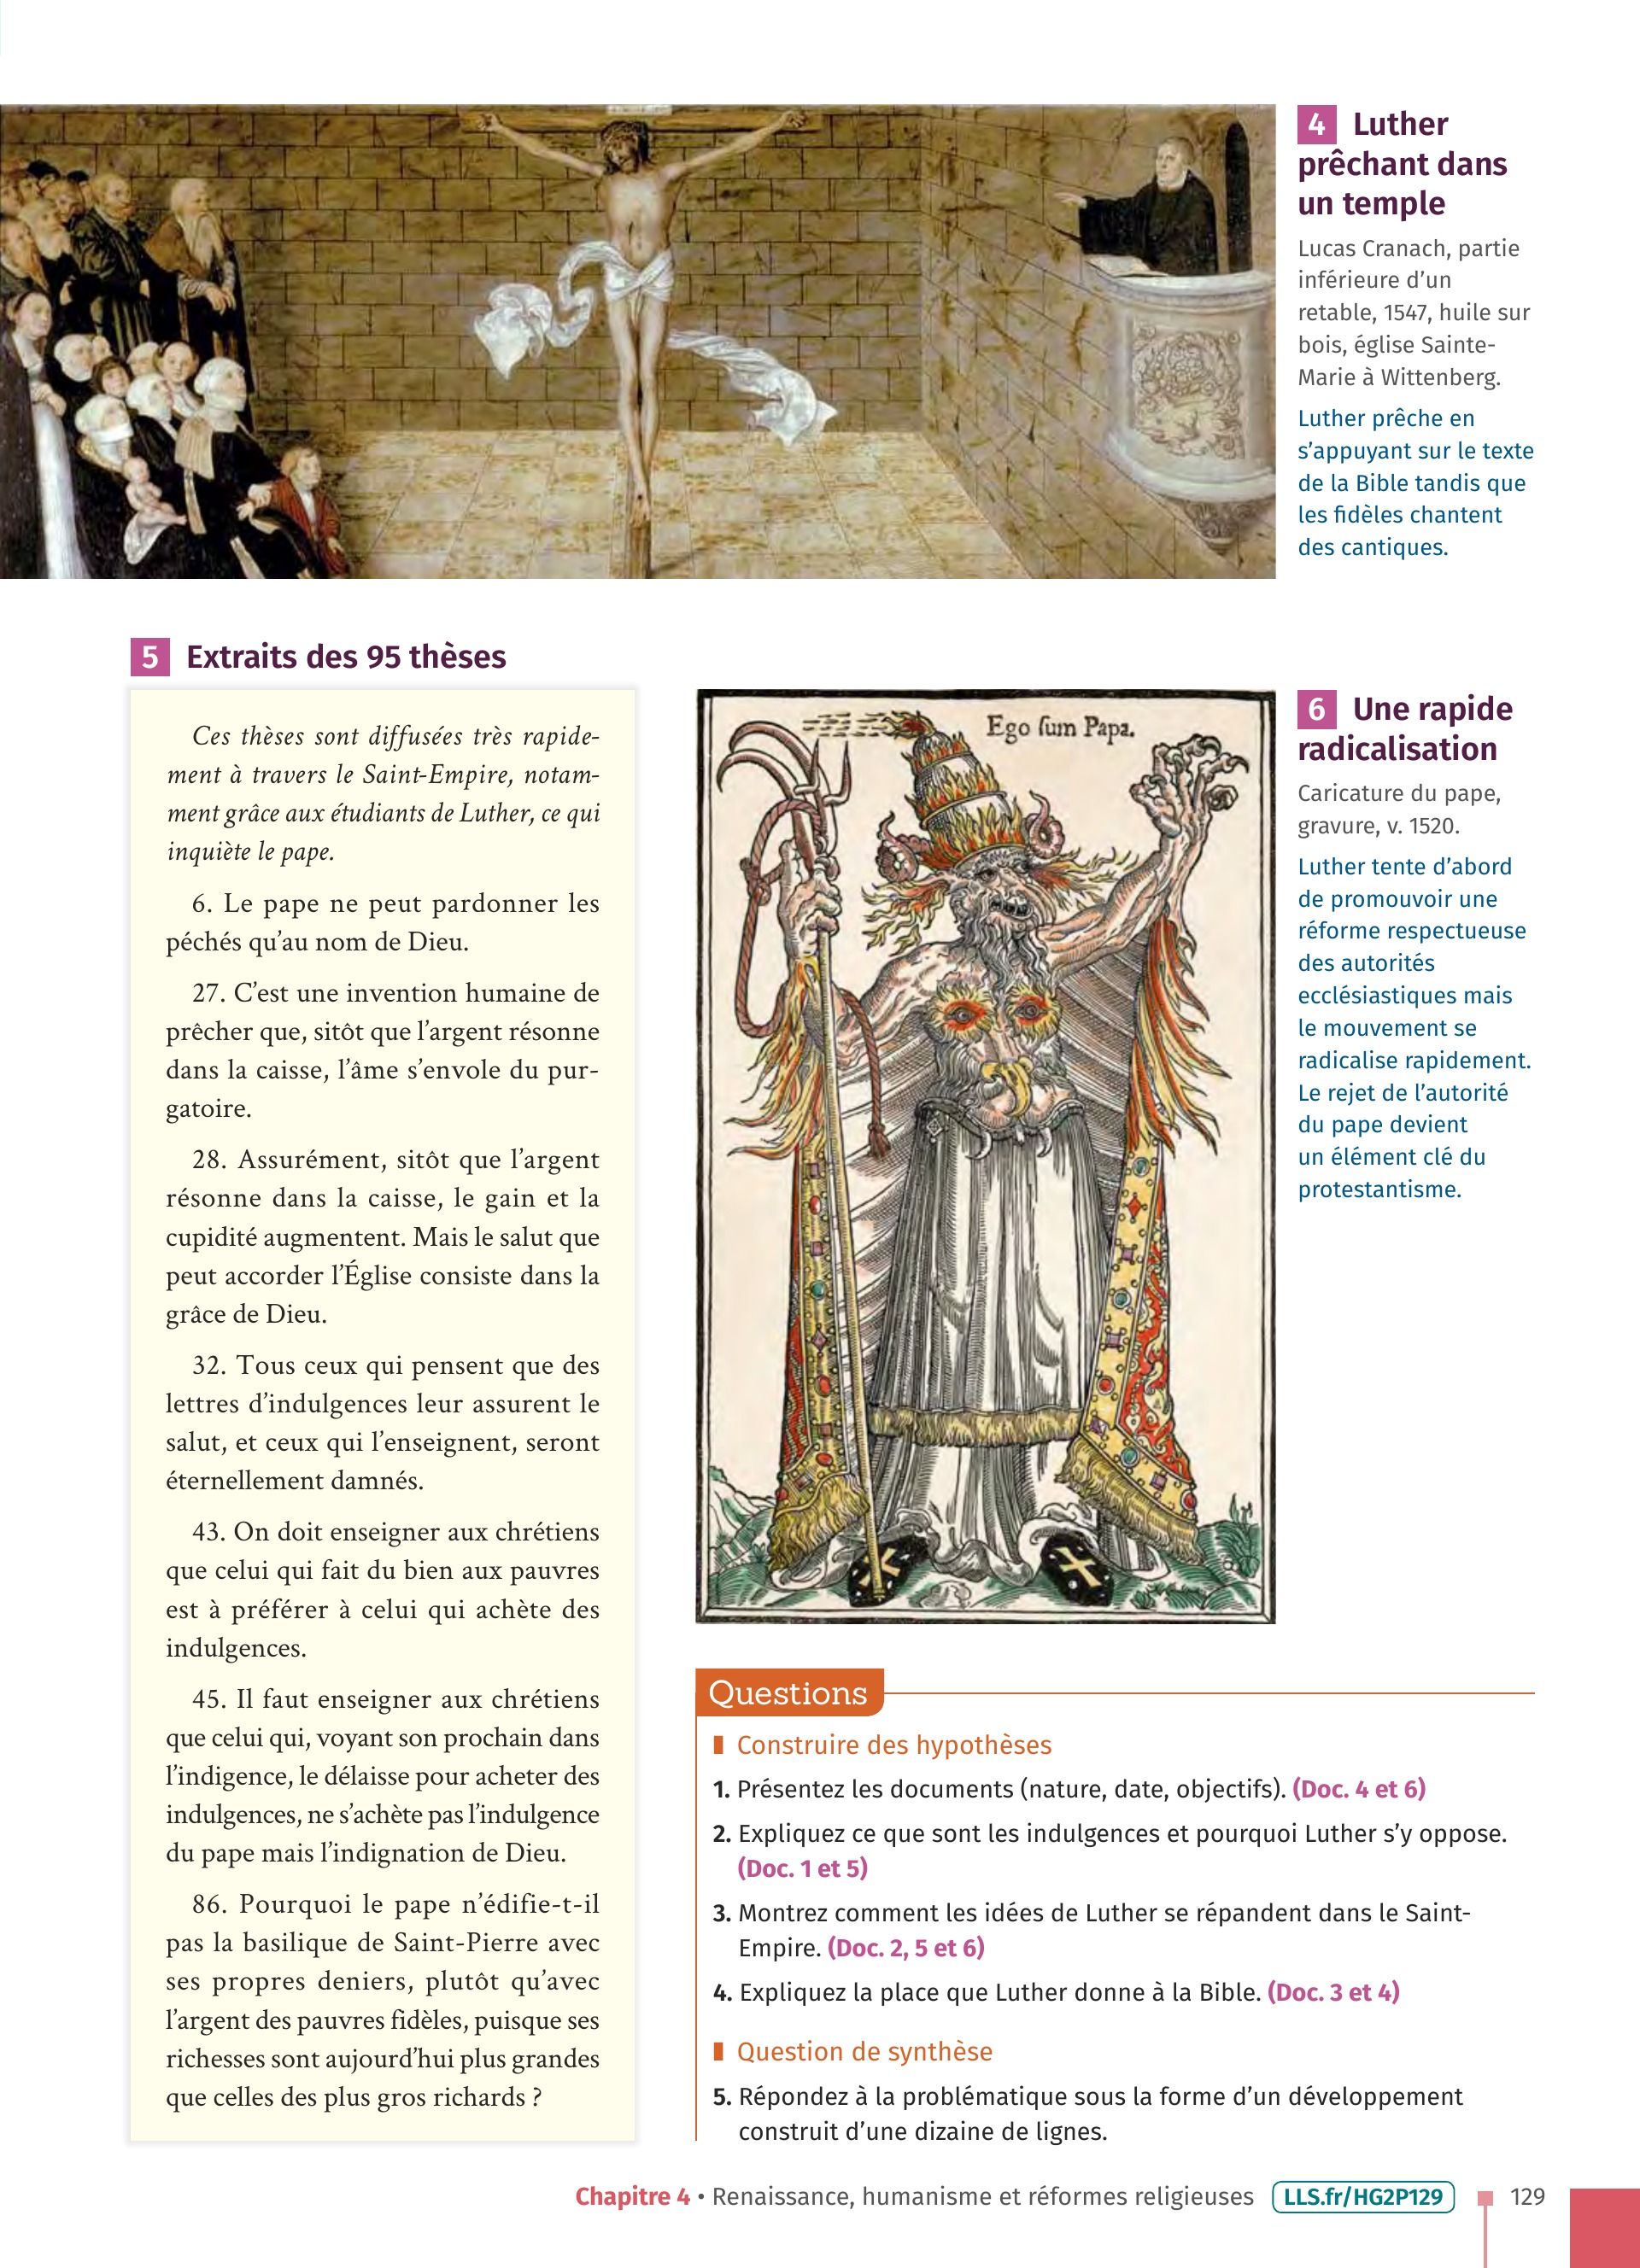 4 Luther
prêchant dans
un temple
Lucas Cranach, partie
inférieure d’un
retable, 1547, huile sur
bois, église Sainte-
Marie à Wittenberg.
Luther prêche en
s’appuyant sur le texte
de la Bible tandis que
les fidèles chantent
des cantiques.
5 Extraits des 95 thèses
Ces thèses sont diffusées très rapide-
ment à travers le Saint-Empire, notam-
ment grâce aux étudiants de Luther, ce qui
inquiète le pape.
6. Le pape ne peut pardonner les
péchés qu’au nom de Dieu.
27. C’est une invention humaine de
prêcher que, sitôt que l’argent résonne
dans la caisse, l’âme s’envole du pur-
gatoire.
28. Assurément, sitôt que l’argent
résonne dans la caisse, le gain et la
cupidité augmentent. Mais le salut que
peut accorder l’Église consiste dans la
grâce de Dieu.
32. Tous ceux qui pensent que des
lettres d’indulgences leur assurent le
salut, et ceux qui l’enseignent, seront
éternellement damnés.
43. On doit enseigner aux chrétiens
que celui qui fait du bien aux pauvres
est à préférer à celui qui achète des
indulgences.
45. Il faut enseigner aux chrétiens
que celui qui, voyant son prochain dans
l’indigence, le délaisse pour acheter des
indulgences, ne s’achète pas l’indulgence
du pape mais l’indignation de Dieu.
86. Pourquoi le pape n’édifie-t-il
pas la basilique de Saint-Pierre avec
ses propres deniers, plutôt qu’avec
l’argent des pauvres fidèles, puisque ses
richesses sont aujourd’hui plus grandes
que celles des plus gros richards ?
Ego ſum Papa.
6 Une rapide
radicalisation
Caricature du pape,
gravure, v. 1520.
Luther tente d’abord
de promouvoir une
réforme respectueuse
des autorités
ecclésiastiques mais
le mouvement se
radicalise rapidement.
Le rejet de l’autorité
du pape devient
un élément clé du
protestantisme.
Questions
Construire des hypothèses
1. Présentez les documents (nature, date, objectifs). (Doc. 4 et 6)
2. Expliquez ce que sont les indulgences et pourquoi Luther s’y oppose.
(Doc. 1 et 5)
3. Montrez comment les idées de Luther se répandent dans le Saint-
Empire. (Doc. 2, 5 et 6)
4. Expliquez la place que Luther donne à la Bible. (Doc. 3 et 4)
Question de synthèse
5. Répondez à la problématique sous la forme d’un développement
construit d’une dizaine de lignes.
Chapitre 4 • Renaissance, humanisme et réformes religieuses LLS.fr/HG2P129 129